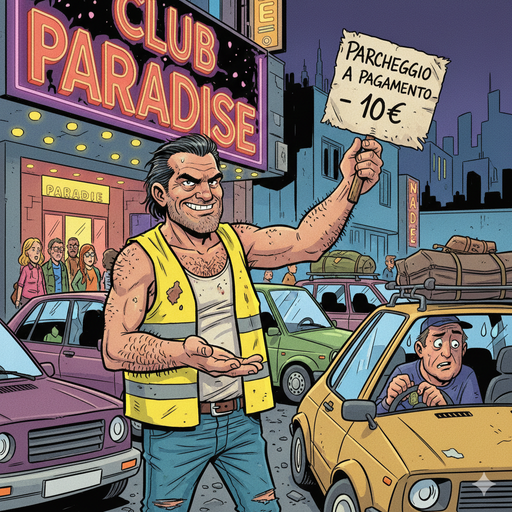 CLUB
PARADISE
PARCHEGGIO
A PAGAMENTO
- 10€
PARADIE